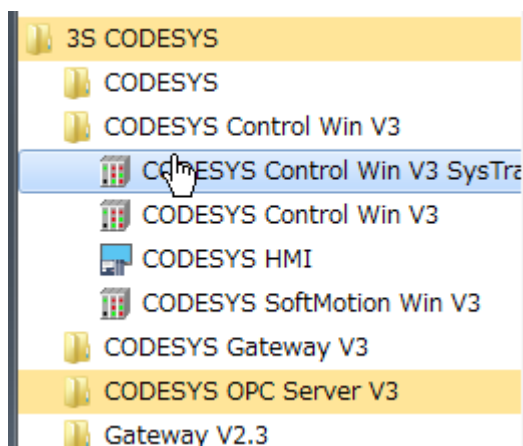 3S CODESYS
CODESYS
CODESYS Control Win V3
CODESYS Control Win V3 SysTra
CODESYS Control Win V3
CODESYS HMI
CODESYS SoftMotion Win V3
CODESYS Gateway V3
CODESYS OPC Server V3
Gateway V2.3